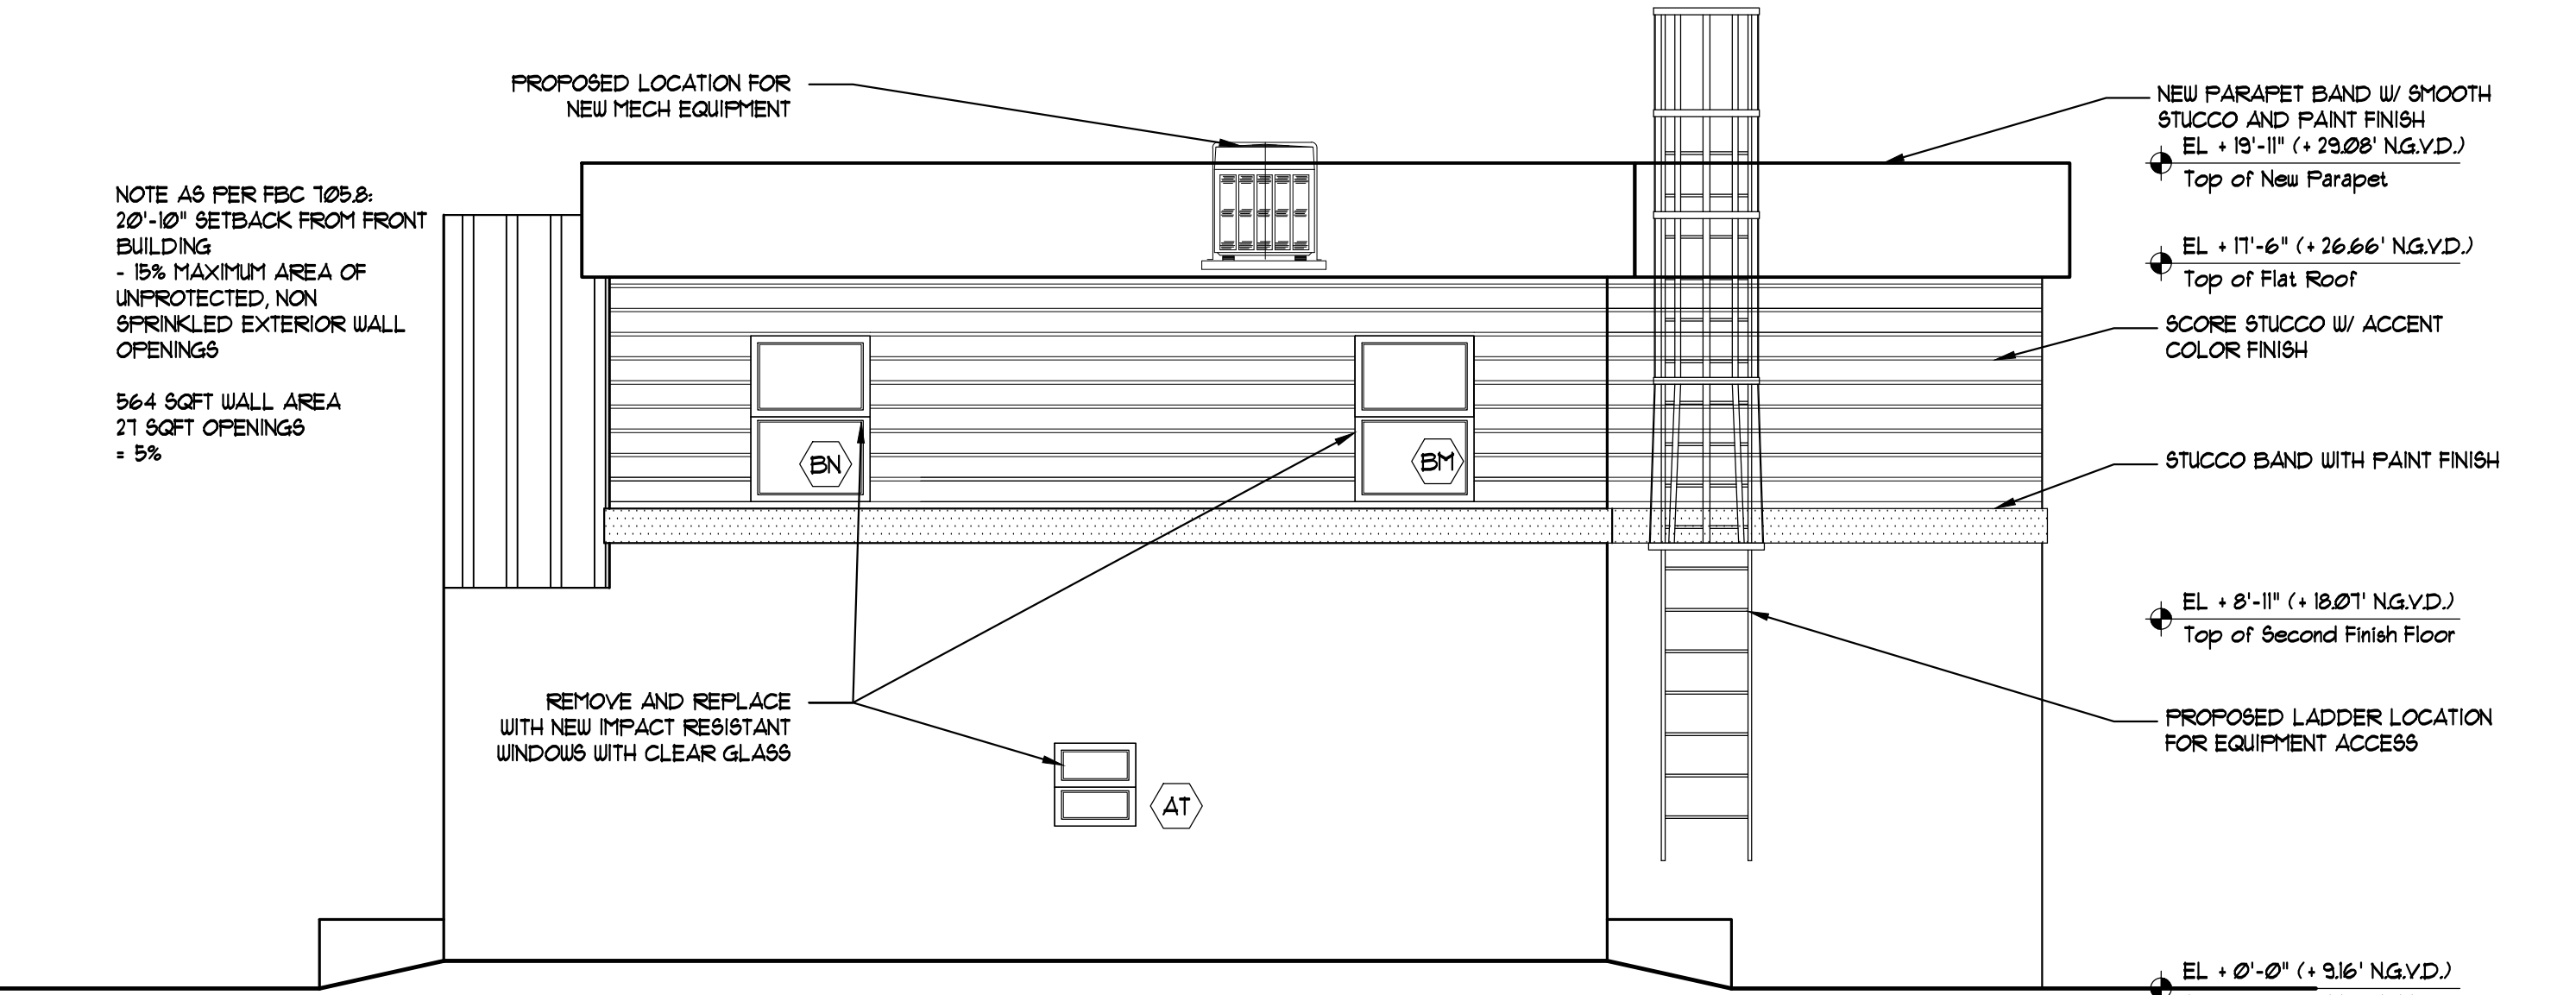 PROPOSED LOCATION FOR
NEW MECH EQUIPMENT
NOTE AS PER FBC 705.8:
20'-10" SETBACK FROM FRONT
BUILDING
- 15% MAXIMUM AREA OF
UNPROTECTED, NON
SPRINKLED EXTERIOR WALL
OPENINGS
564 SQFT WALL AREA
27 SQFT OPENINGS
= 5%
NEW PARAPET BAND W/ SMOOTH
STUCCO AND PAINT FINISH
EL + 19'-11" (+ 29.08' N.G.V.D.)
Top of New Parapet
EL + 17'-6" (+ 26.66' N.G.V.D.)
Top of Flat Roof
SCORE STUCCO W/ ACCENT
COLOR FINISH
BN
BM
STUCCO BAND WITH PAINT FINISH
EL + 8'-11" (+ 18.07' N.G.V.D.)
Top of Second Finish Floor
REMOVE AND REPLACE
WITH NEW IMPACT RESISTANT
WINDOWS WITH CLEAR GLASS
AT
PROPOSED LADDER LOCATION
FOR EQUIPMENT ACCESS
EL + 0'-0" (+ 9.16' N.G.V.D.)